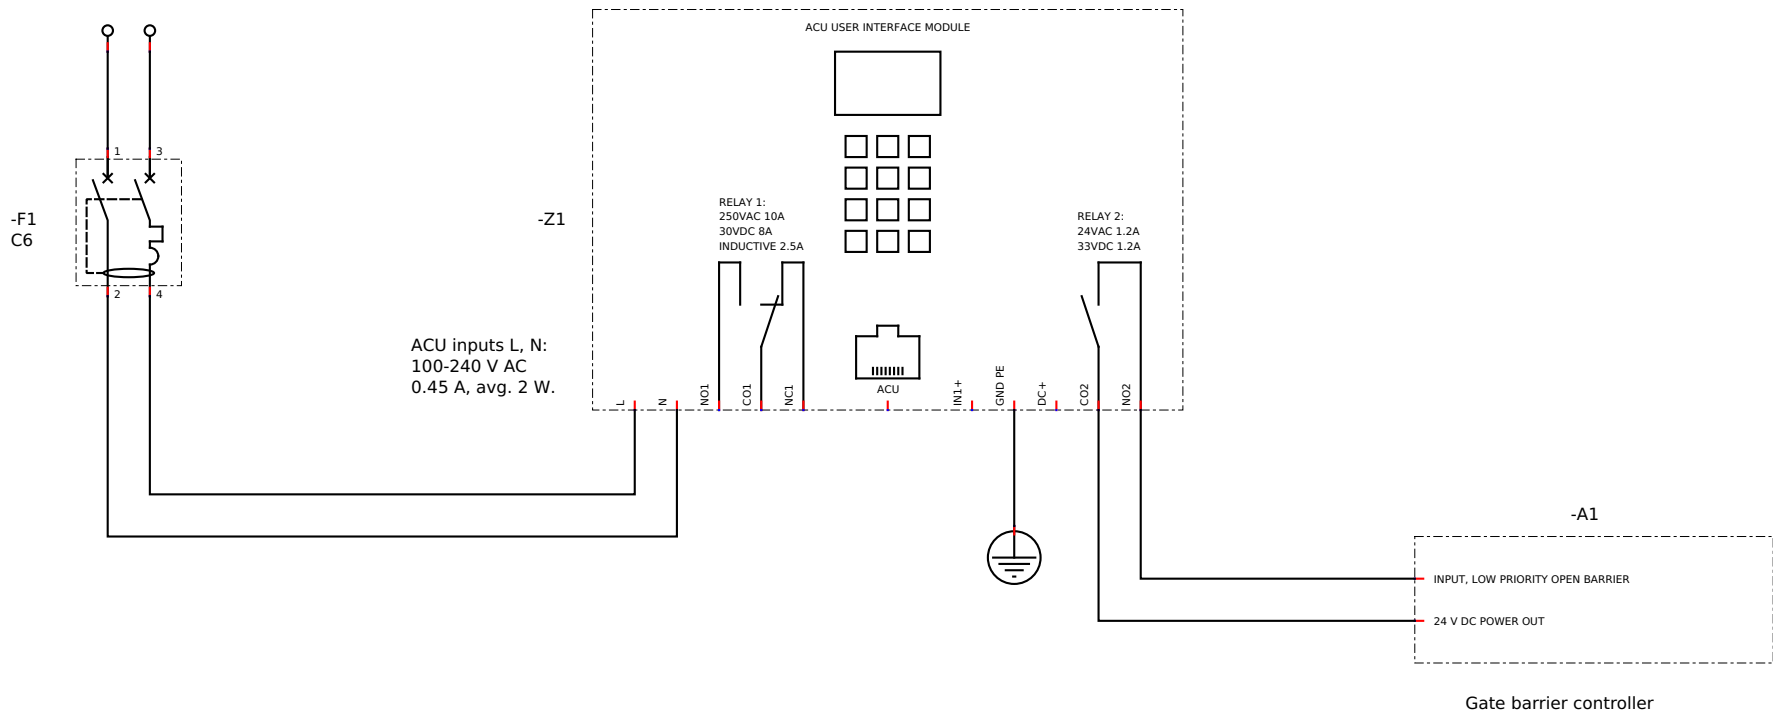 ACU USER INTERFACE MODULE
1
3
-F1
C6
2
4
-Z1
RELAY 1:
250VAC 10A
30VDC 8A
INDUCTIVE 2.5A
RELAY 2:
24VAC 1.2A
33VDC 1.2A
ACU inputs L, N:
100-240 V AC
0.45 A, avg. 2 W.
L
N
NO1
CO1
NC1
ACU
IN1+
GND PE
DC+
CO2
NO2
-A1
INPUT, LOW PRIORITY OPEN BARRIER
24 V DC POWER OUT
Gate barrier controller